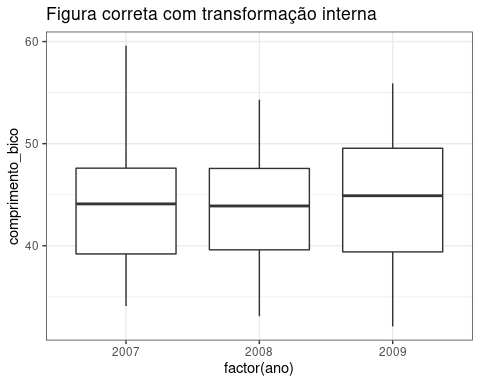 Figura correta com transformação interna
60
50
40
comprimento_bico
2007 2008 2009
factor(ano)